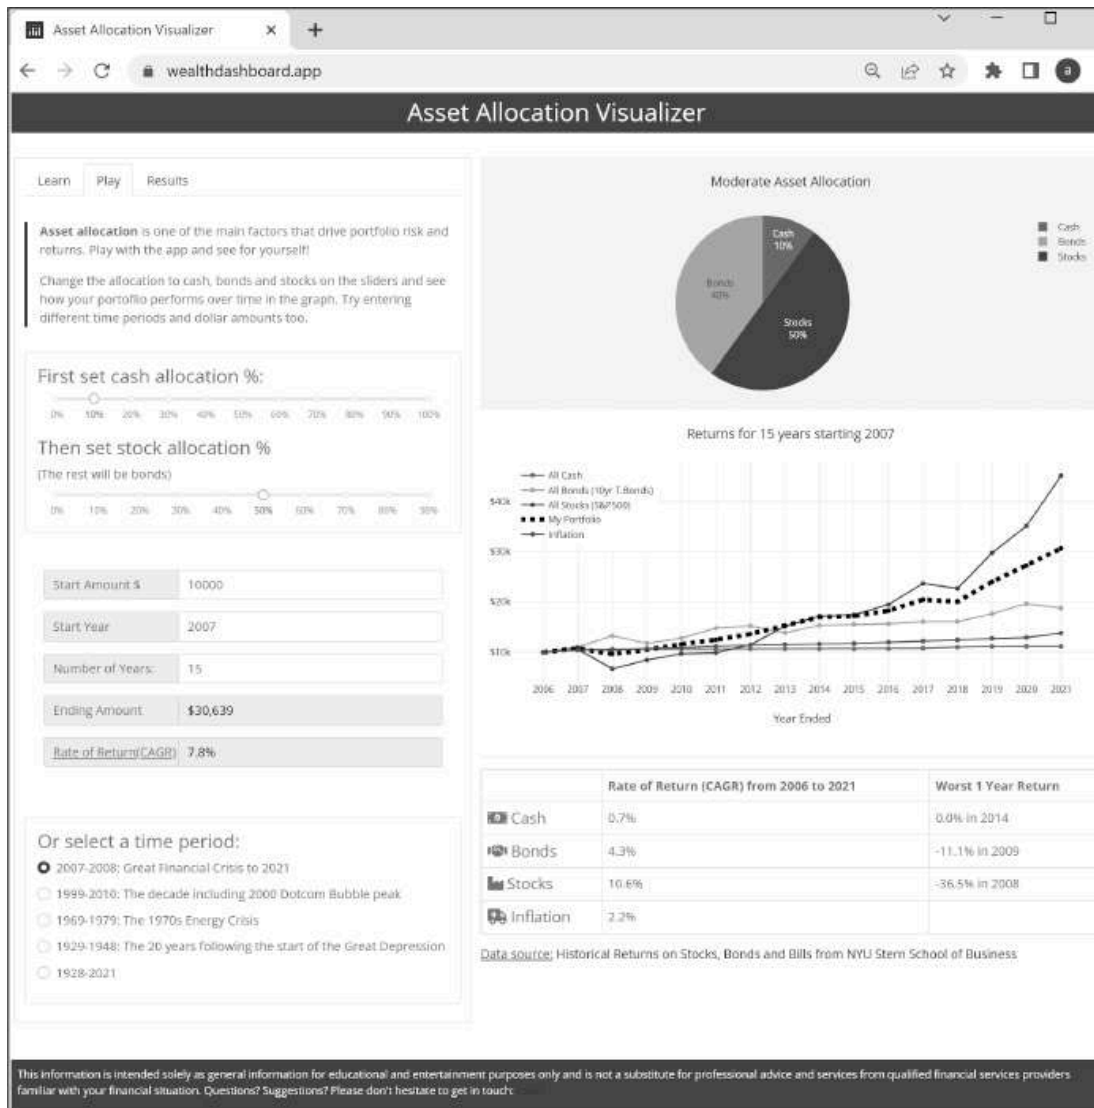 Asset Allocation Visualizer
wealthdashboard.app
a
Asset Allocation Visualizer
Learn Play Results
Asset allocation is one of the main factors that drive portfolio risk and
returns. Play with the app and see for yourself!
Change the allocation to cash, bonds and stocks on the sliders and see
how your portoflio performs over time in the graph. Try entering
different time periods and dollar amounts too.
First set cash allocation %:
0% 10% 20% 30% 40% 50% 60% 70% 80% 90% 100%
Then set stock allocation %
(The rest will be bonds)
0% 10% 20% 30% 40% 50% 60% 70% 80% 90%
Start Amount $ 10000
Start Year 2007
Number of Years: 15
Ending Amount $30,639
Rate of Return(CAGR) 7.8%
Or select a time period:
2007-2008: Great Financial Crisis to 2021
1999-2010: The decade including 2000 Dotcom Bubble peak
1969-1979: The 1970s Energy Crisis
1929-1948: The 20 years following the start of the Great Depression
1928-2021
Moderate Asset Allocation
Cash
10%
Bonds
40%
Stocks
50%
Cash
Bonds
Stocks
Returns for 15 years starting 2007
All Cash
All Bonds (10yr T.Bonds)
All Stocks (S&P500)
My Portfolio
Inflation
$40k
$30k
$20k
$10k
2006 2007 2008 2009 2010 2011 2012 2013 2014 2015 2016 2017 2018 2019 2020 2021
Year Ended
Rate of Return (CAGR) from 2006 to 2021 Worst 1 Year Return
Cash 0.7% 0.0% in 2014
Bonds 4.3% -11.1% in 2009
Stocks 10.6% -36.5% in 2008
Inflation 2.2%
Data source: Historical Returns on Stocks, Bonds and Bills from NYU Stern School of Business
This information is intended solely as general information for educational and entertainment purposes only and is not a substitute for professional advice and services from qualified financial services providers
familiar with your financial situation. Questions? Suggestions? Please don't hesitate to get in touch: